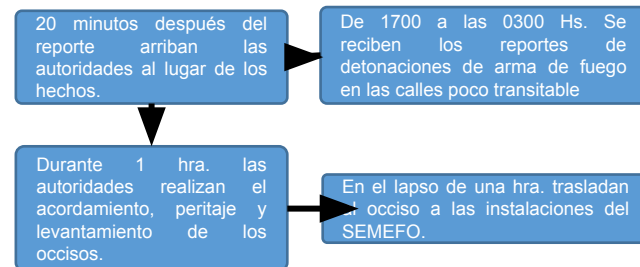 20 minutos después del
reporte arriban las
autoridades al lugar de los
hechos.
De 1700 a las 0300 Hs. Se
reciben los reportes de
detonaciones de arma de fuego
en las calles poco transitable
Durante 1 hra. las
autoridades realizan el
acordamiento, peritaje y
levantamiento de los
occisos.
En el lapso de una hra. trasladan
al occiso a las instalaciones del
SEMEFO.